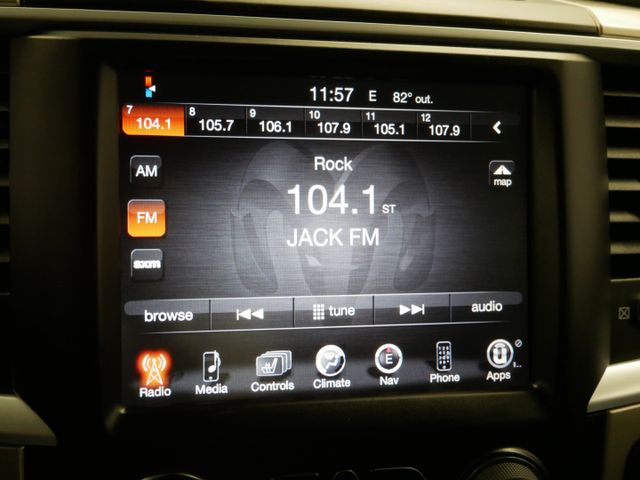 11:57 E 82° out.
7 8 9 10 11 12
104.1 105.7 106.1 107.9 105.1 107.9
AM
Rock
map
FM
104.1 ST
JACK FM
sxm
browse tune audio
E
Radio Media Controls Climate Nav Phone Apps